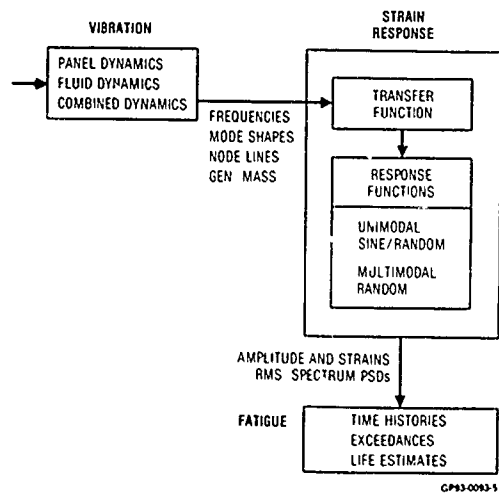 VIBRATION
PANEL DYNAMICS
FLUID DYNAMICS
COMBINED DYNAMICS
FREQUENCIES
MODE SHAPES
NODE LINES
GEN MASS
STRAIN
RESPONSE
TRANSFER
FUNCTION
RESPONSE
FUNCTIONS
UNIMODAL
SINE/RANDOM
MULTIMODAL
RANDOM
AMPLITUDE AND STRAINS
RMS SPECTRUM PSDs
FATIGUE
TIME HISTORIES
EXCEEDANCES
LIFE ESTIMATES
GP93-0093-5